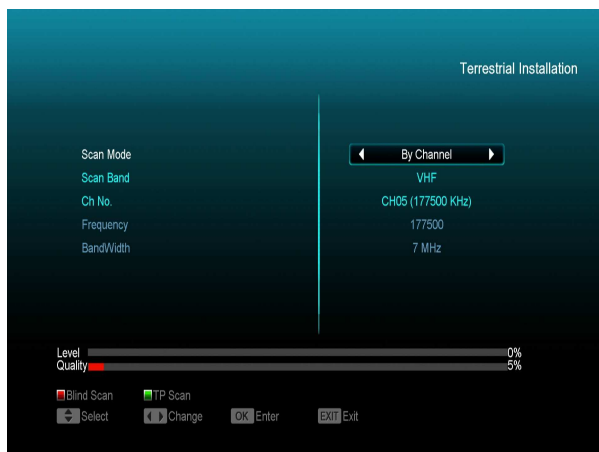 Terrestrial Installation
Scan Mode By Channel
Scan Band VHF
Ch No. CH05 (177500 KHz)
Frequency 177500
BandWidth 7 MHz
Level 0%
Quality 5%
Blind Scan TP Scan
Select Change OK Enter EXIT Exit